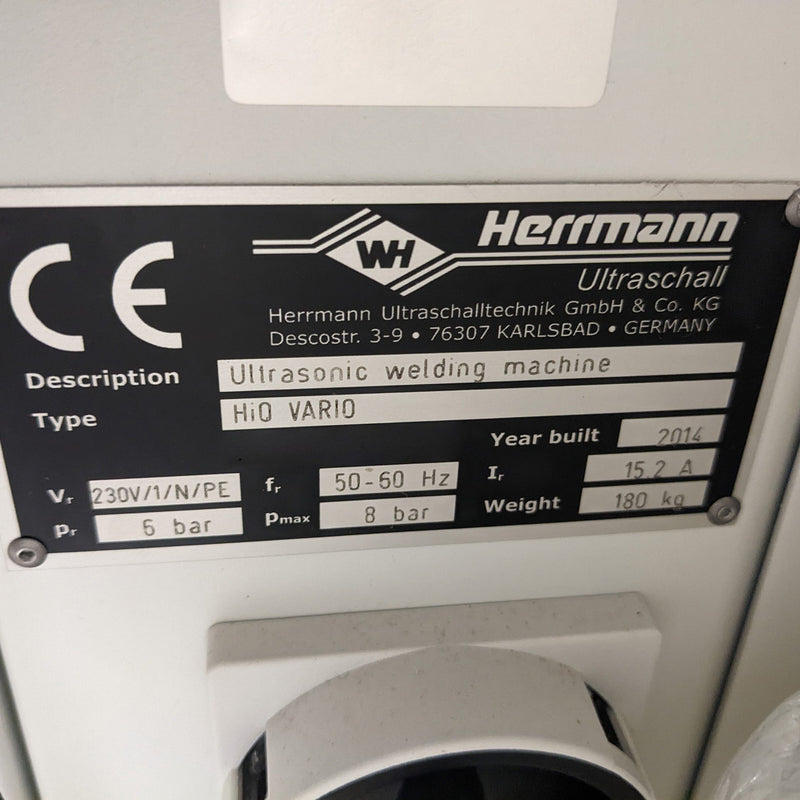 CE
WH
Herrmann
Ultraschall
Herrmann Ultraschalltechnik GmbH & Co. KG
Descostr. 3-9 • 76307 KARLSBAD • GERMANY
Description Ultrasonic welding machine
Type HiQ VARIO
Year built 2014
Vr 230V/1/N/PE fr 50-60 Hz Ir 15.2 A
pr 6 bar pmax 8 bar Weight 180 kg